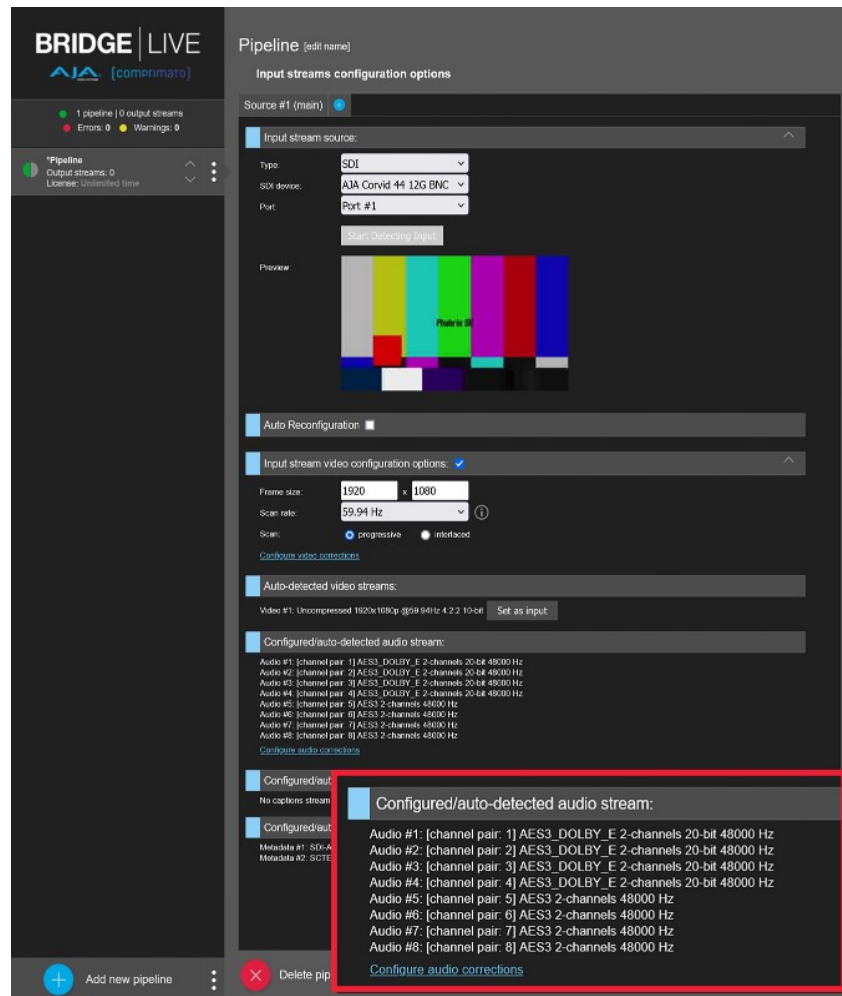 BRIDGE LIVE
AJA [comprimato]
1 pipeline | 0 output streams
Errors: 0 Warnings: 0
*Pipeline
Output streams: 0
License: Unlimited time
Add new pipeline
Pipeline [edit name]
Input streams configuration options
Source #1 (main)
Input stream source:
Type: SDI
SDI device: AJA Corvid 44 12G BNC
Port: Port #1
Start Detecting Input
Preview:
Auto Reconfiguration
Input stream video configuration options:
Frame size: 1920 x 1080
Scan rate: 59.94 Hz
Scan: progressive interlaced
Configure video corrections
Auto-detected video streams:
Video #1: Uncompressed 1920x1080p @59.94Hz 4:2:2 10-bit Set as input
Configured/auto-detected audio stream:
Audio #1: [channel pair: 1] AES3_DOLBY_E 2-channels 20-bit 48000 Hz
Audio #2: [channel pair: 2] AES3_DOLBY_E 2-channels 20-bit 48000 Hz
Audio #3: [channel pair: 3] AES3_DOLBY_E 2-channels 20-bit 48000 Hz
Audio #4: [channel pair: 4] AES3_DOLBY_E 2-channels 20-bit 48000 Hz
Audio #5: [channel pair: 5] AES3 2-channels 48000 Hz
Audio #6: [channel pair: 6] AES3 2-channels 48000 Hz
Audio #7: [channel pair: 7] AES3 2-channels 48000 Hz
Audio #8: [channel pair: 8] AES3 2-channels 48000 Hz
Configure audio corrections
Configured/aut
No captions stream
Configured/aut
Metadata #1: SDI-A
Metadata #2: SCTE
Delete pip
Configured/auto-detected audio stream:
Audio #1: [channel pair: 1] AES3_DOLBY_E 2-channels 20-bit 48000 Hz
Audio #2: [channel pair: 2] AES3_DOLBY_E 2-channels 20-bit 48000 Hz
Audio #3: [channel pair: 3] AES3_DOLBY_E 2-channels 20-bit 48000 Hz
Audio #4: [channel pair: 4] AES3_DOLBY_E 2-channels 20-bit 48000 Hz
Audio #5: [channel pair: 5] AES3 2-channels 48000 Hz
Audio #6: [channel pair: 6] AES3 2-channels 48000 Hz
Audio #7: [channel pair: 7] AES3 2-channels 48000 Hz
Audio #8: [channel pair: 8] AES3 2-channels 48000 Hz
Configure audio corrections